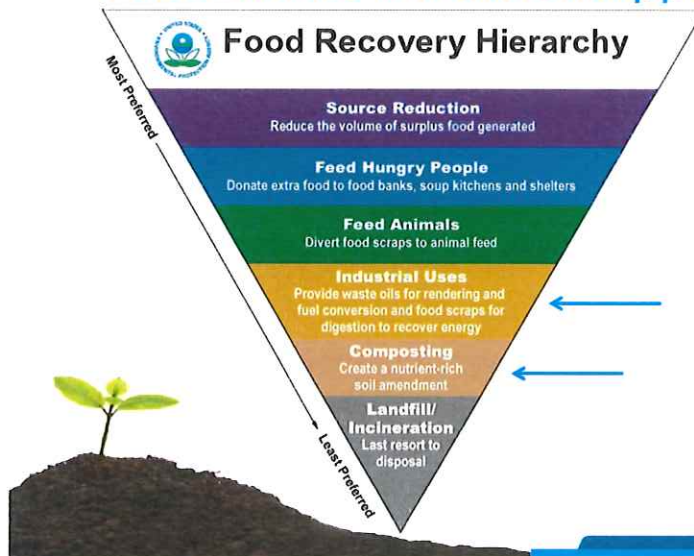 Food Recovery Hierarchy
Most Preferred
Source Reduction
Reduce the volume of surplus food generated
Feed Hungry People
Donate extra food to food banks, soup kitchens and shelters
Feed Animals
Divert food scraps to animal feed
Industrial Uses
Provide waste oils for rendering and
fuel conversion and food scraps for
digestion to recover energy
Composting
Create a nutrient-rich
soil amendment
Landfill/
Incineration
Last resort to
disposal
Least Preferred